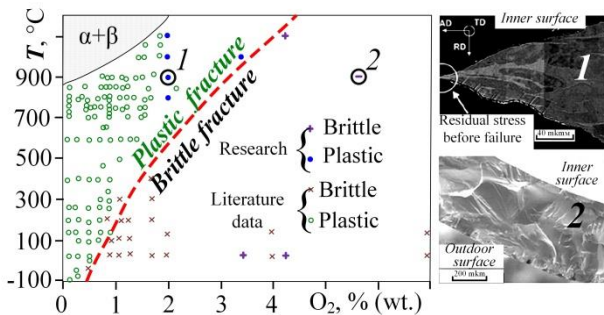 T, °C
900
700
500
300
100
-100
0
1
2
3
4
5
6
O₂, % (wt.)
α+β
1
2
Plastic fracture
Brittle fracture
Research
Brittle
Plastic
Literature
data
Brittle
Plastic
AD
TD
RD
Inner surface
1
Residual stress
before failure
40 mkms
Inner
surface
2
Outdoor
surface
200 mkm